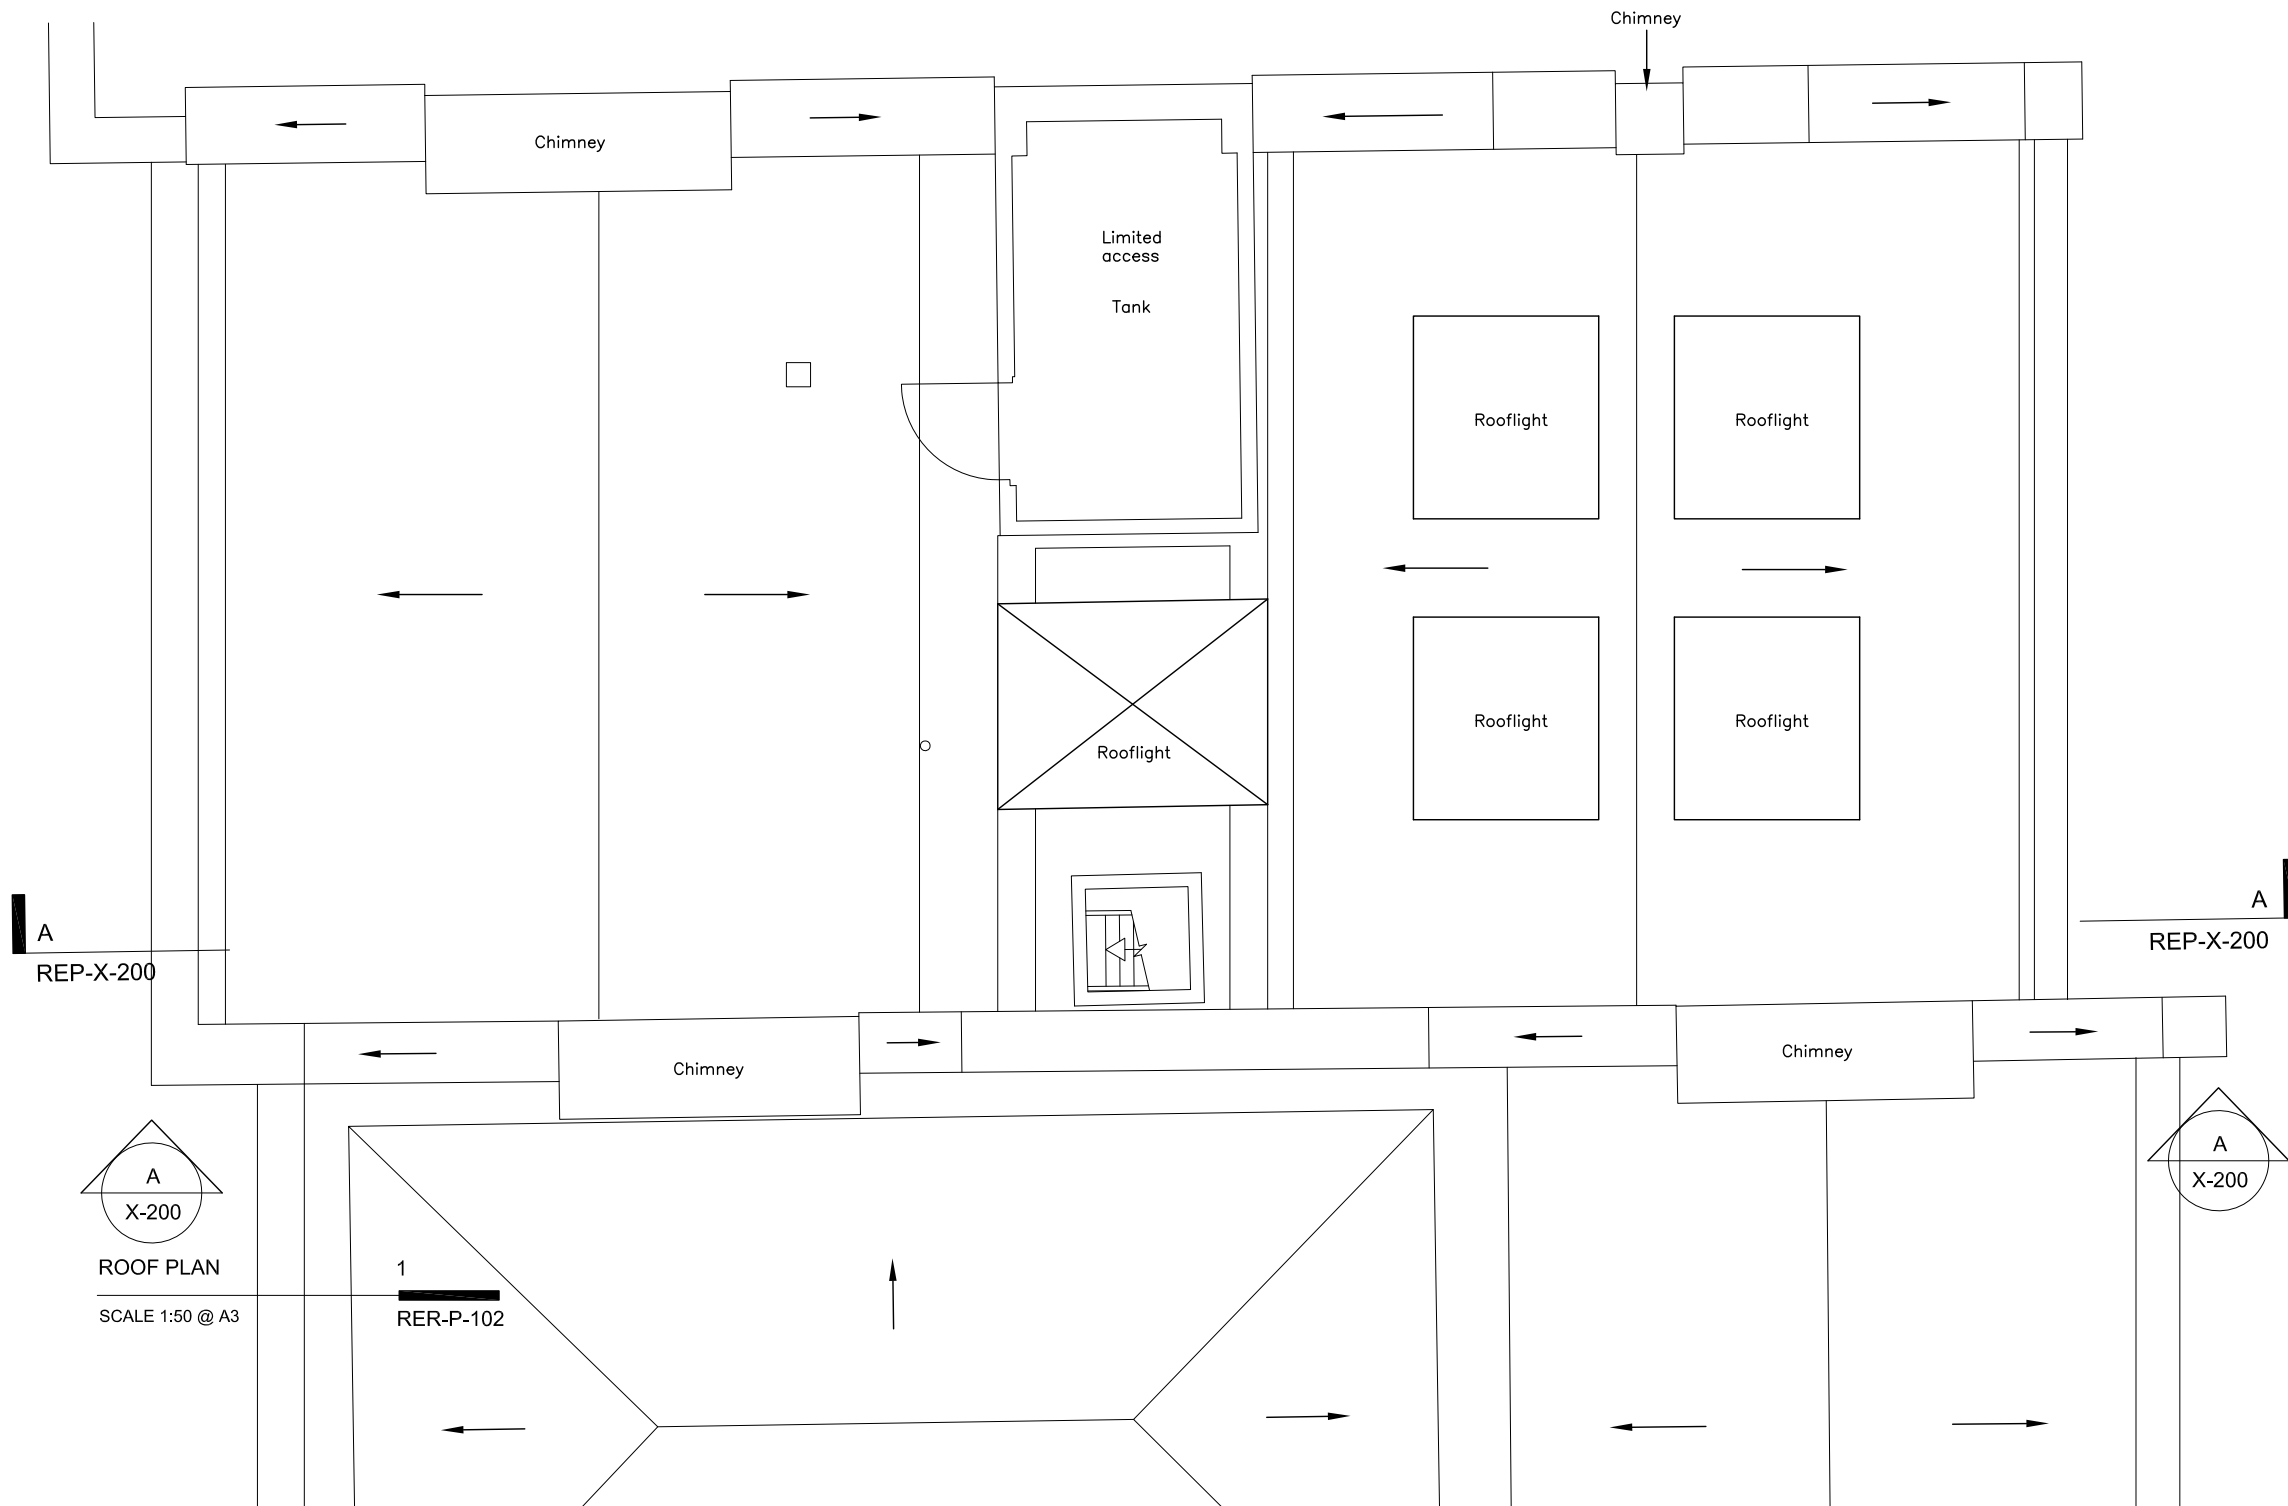 Chimney
Chimney
Limited
access
Tank
Rooflight
Rooflight
Rooflight
Rooflight
Rooflight
A
REP-X-200
A
REP-X-200
Chimney
Chimney
A
X-200
A
X-200
ROOF PLAN
1
SCALE 1:50 @ A3
RER-P-102